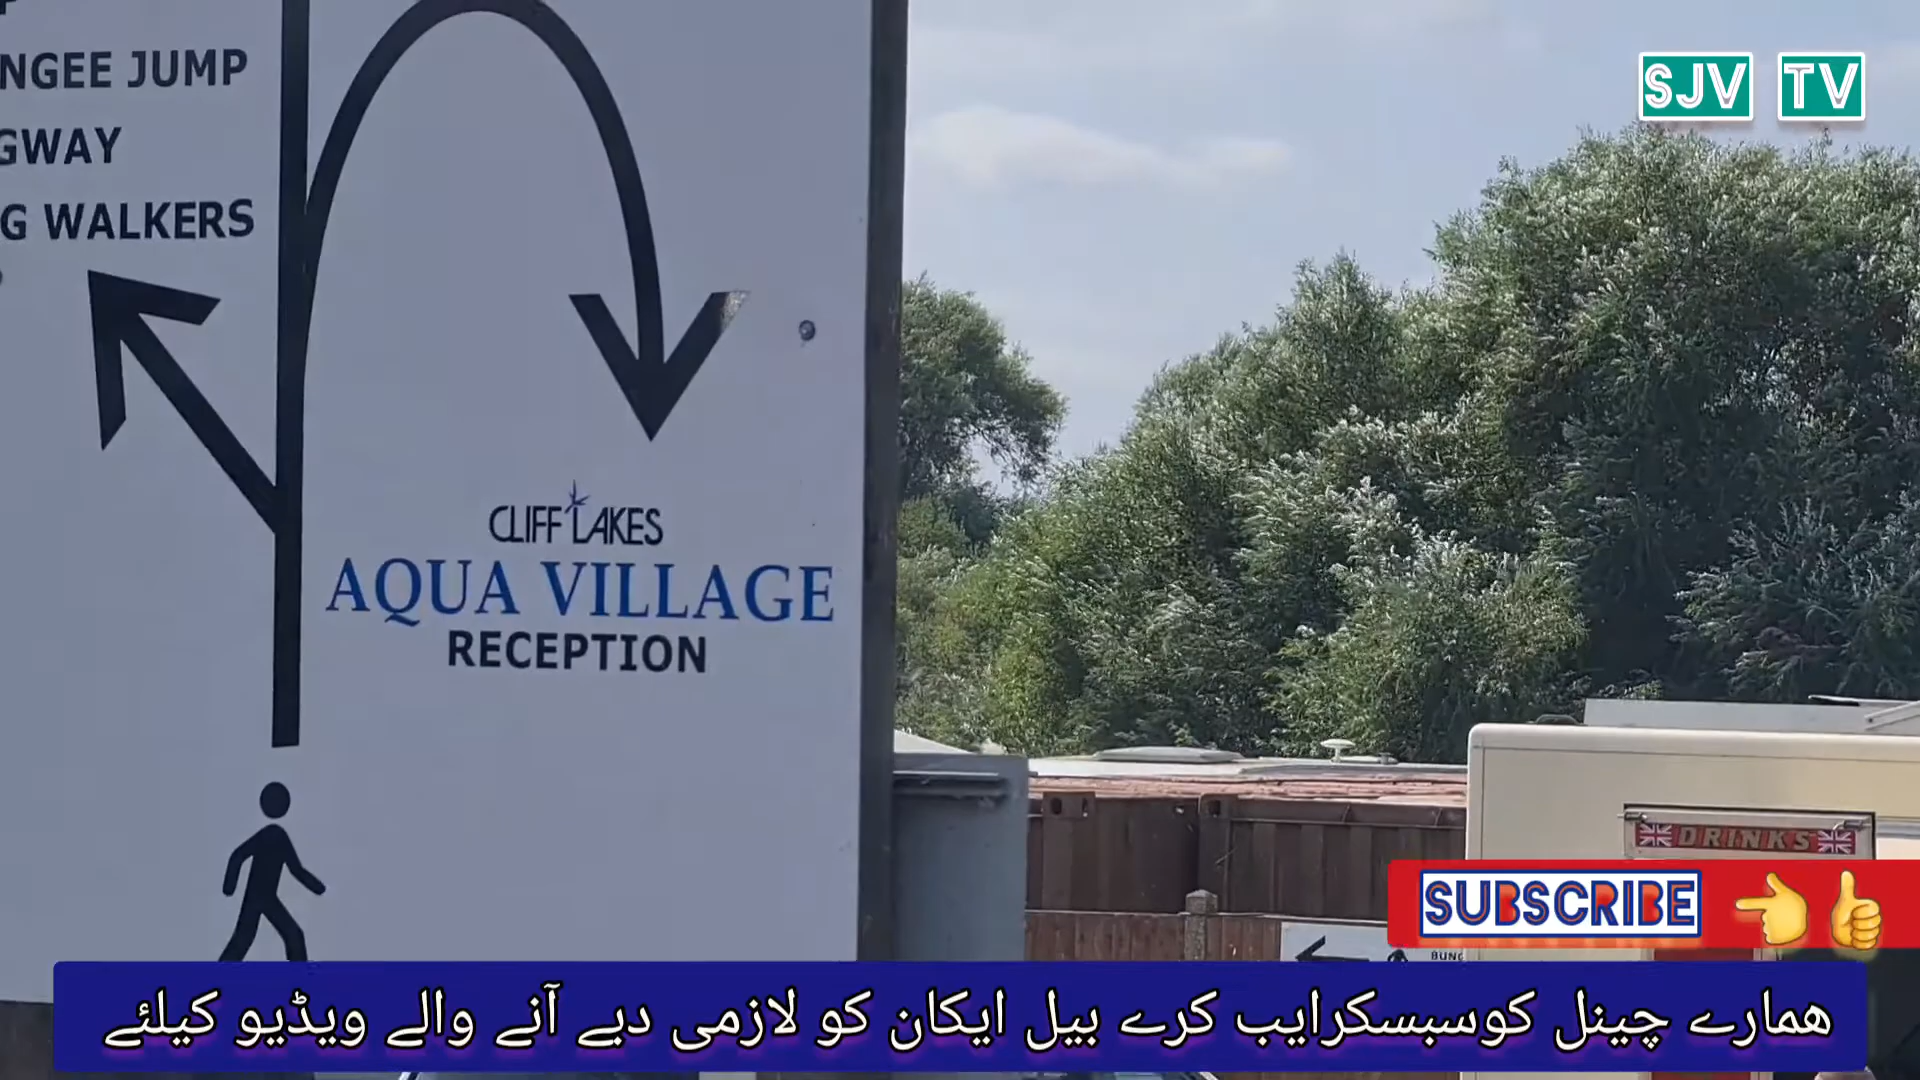 NGEE JUMP
GWAY
G WALKERS
CLIFF LAKES
AQUA VILLAGE
RECEPTION
SJV TV
DRINKS
SUBSCRIBE
BUNG
ھمارے چینل کوسبسکرایب کرے بیل ایکان کو لازمی دبے آنے والے ویڈیو کیلئے